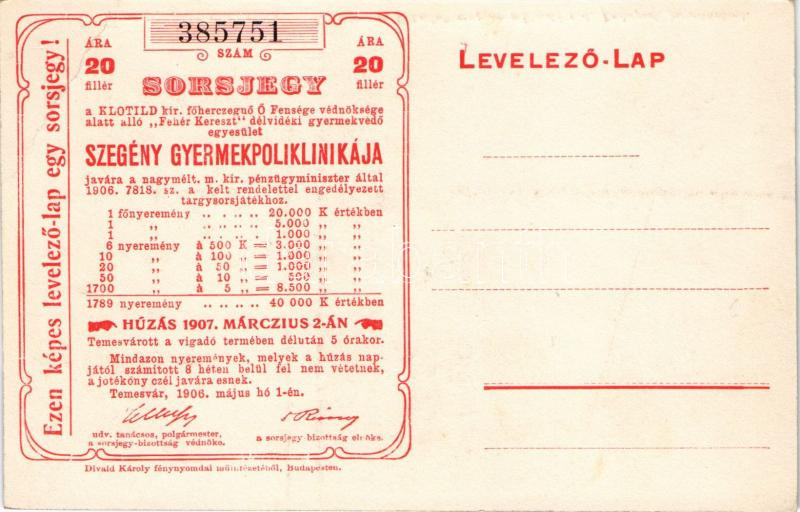 Ezen képes levelező-lap egy sorsjegy!
385751
SZÁM
ÁRA
20
fillér
ÁRA
20
fillér
SORSJEGY
a KLOTILD kir. főherczegnő Ő Fensége védnöksége
alatt álló „Fehér Kereszt" délvidéki gyermekvédő
egyesület
SZEGÉNY GYERMEKPOLIKLINIKÁJA
javára a nagymélt. m. kir. pénzügyminiszter által
1906. 7818. sz. a kelt rendelettel engedélyezett
tárgysorsjátékhoz.
1 főnyeremény .. .. .. .. 20.000 K értékben
1 „ .. .. .. .. 5.000 „ „
1 „ .. .. .. .. 1.000 „ „
6 nyeremény à 500 K = 3.000 „ „
10 „ à 100 „ = 1.000 „ „
20 „ à 50 „ = 1.000 „ „
50 „ à 10 „ = 500 „ „
1700 „ à 5 „ = 8.500 „ „
1789 nyeremény .. .. .. 40 000 K értékben
HÚZÁS 1907. MÁRCZIUS 2-ÁN
Temesvárott a vigadó termében délután 5 órakor.
Mindazon nyeremények, melyek a húzás nap-
jától számított 8 héten belül fel nem vétetnek,
a jótékony czél javára esnek.
Temesvár, 1906. május hó 1-én.
udv. tanácsos, polgármester,
a sorsjegy-bizottság védnöke.
a sorsjegy-bizottság elnöke.
Divald Károly fénynyomdai műintézetéből, Budapesten.
LEVELEZŐ-LAP